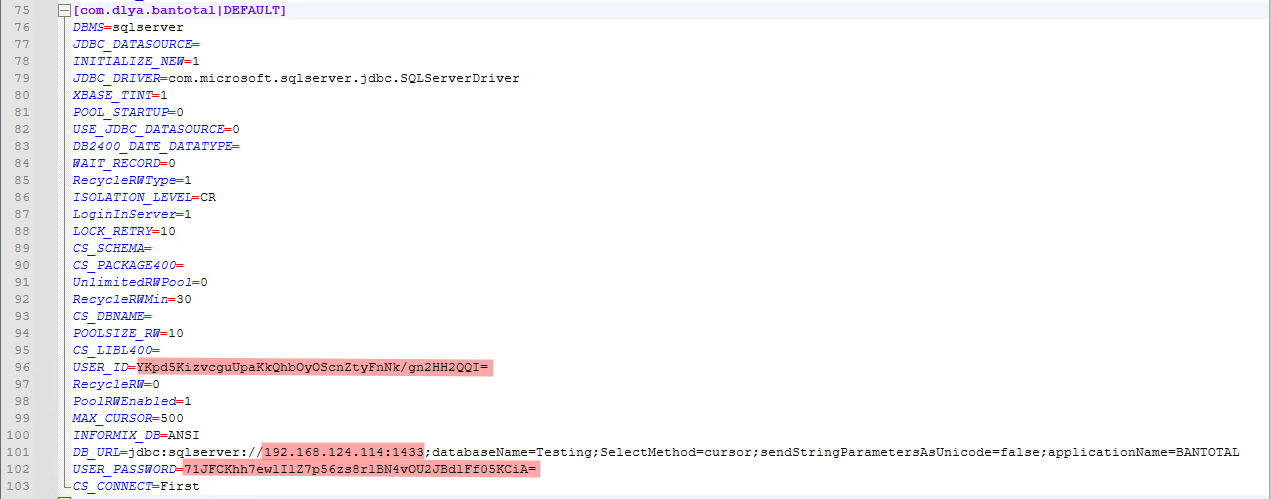 75 [com.dlya.bantotal|DEFAULT]
76 DBMS=sqlserver
77 JDBC_DATASOURCE=
78 INITIALIZE_NEW=1
79 JDBC_DRIVER=com.microsoft.sqlserver.jdbc.SQLServerDriver
80 XBASE_TINT=1
81 POOL_STARTUP=0
82 USE_JDBC_DATASOURCE=0
83 DB2400_DATE_DATATYPE=
84 WAIT_RECORD=0
85 RecycleRWType=1
86 ISOLATION_LEVEL=CR
87 LoginInServer=1
88 LOCK_RETRY=10
89 CS_SCHEMA=
90 CS_PACKAGE400=
91 UnlimitedRWPool=0
92 RecycleRWMin=30
93 CS_DBNAME=
94 POOLSIZE_RW=10
95 CS_LIBL400=
96 USER_ID=YKpd5KizvcguUpaKkQhbOyOScnZtyFnNk/gn2HH2QQI=
97 RecycleRW=0
98 PoolRWEnabled=1
99 MAX_CURSOR=500
100 INFORMIX_DB=ANSI
101 DB_URL=jdbc:sqlserver://192.168.124.114:1433;databaseName=Testing;SelectMethod=cursor;sendStringParametersAsUnicode=false;applicationName=BANTOTAL
102 USER_PASSWORD=71JFCKhh7ewlI1Z7p56zs8r1BN4vOU2JBdlFf05KCiA=
103 CS_CONNECT=First